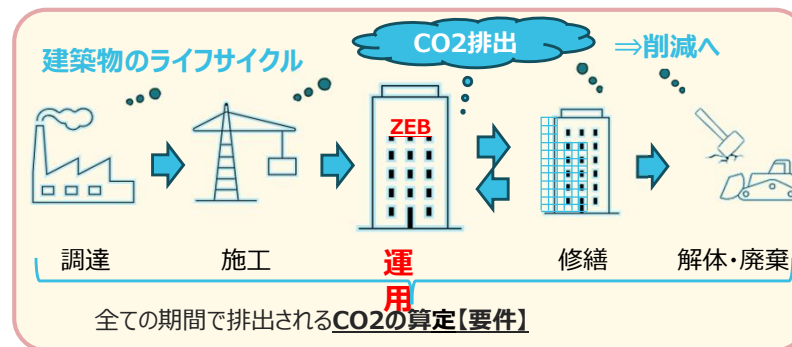 CO2排出
⇒削減へ
建築物のライフサイクル
ZEB
調達
施工
運
用
修繕
解体・廃棄
全ての期間で排出されるCO2の算定【要件】